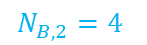 N_{B,2} = 4